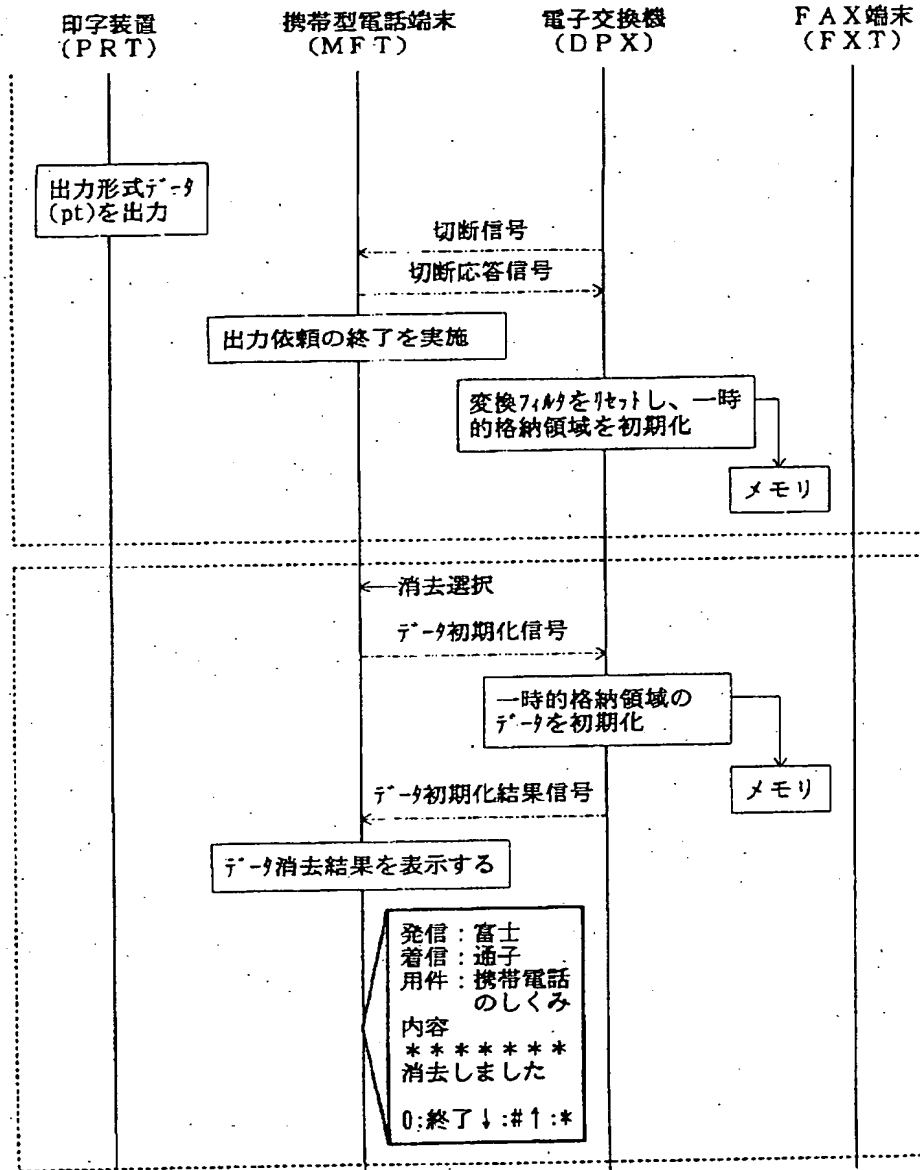 印字装置
(PRT)
携帯型電話端末
(MFT)
電子交換機
(DPX)
FAX端末
(FXT)
出力形式データ
(pt)を出力
切断信号
切断応答信号
出力依頼の終了を実施
変換フィルタをリセットし、一時
的格納領域を初期化
メモリ
消去選択
データ初期化信号
一時的格納領域の
データを初期化
メモリ
データ初期化結果信号
データ消去結果を表示する
発信：富士
着信：通子
用件：携帯電話
のしくみ
内容
＊＊＊＊＊＊＊
消去しました
0:終了↓:#↑:*